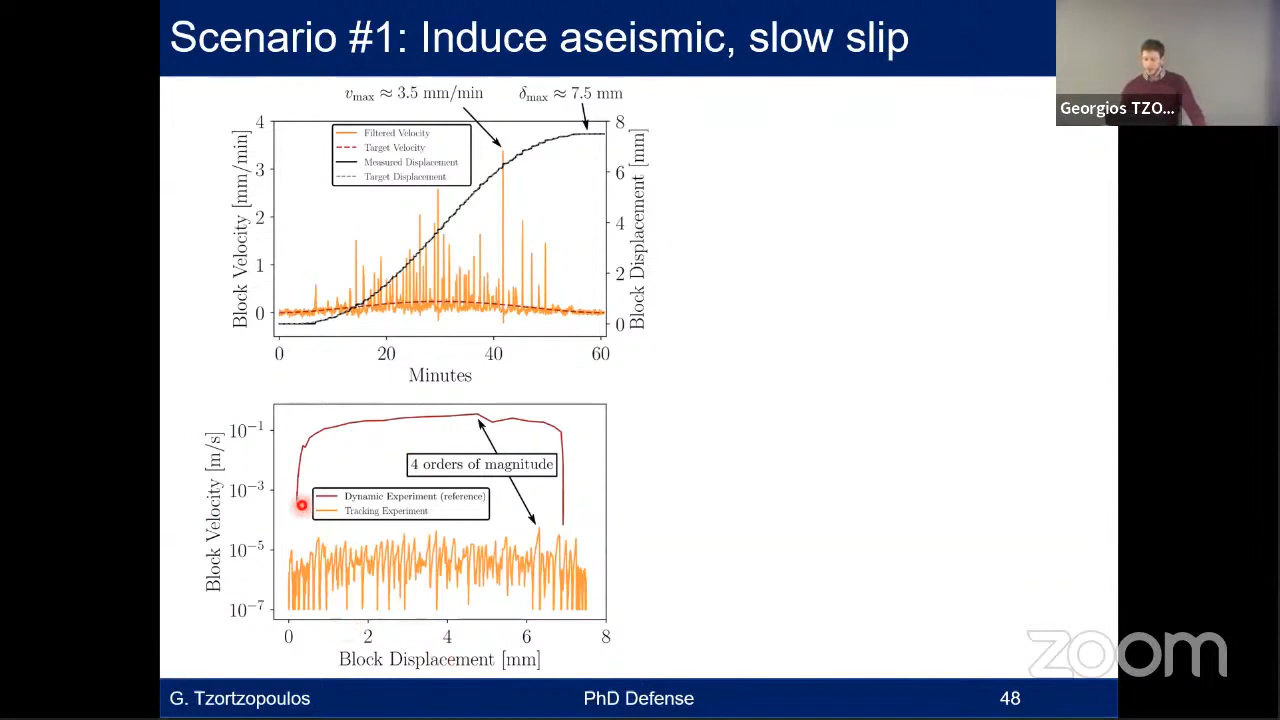 Scenario #1: Induce aseismic, slow slip
Georgios TZO...
vmax ≈ 3.5 mm/min
δmax ≈ 7.5 mm
Filtered Velocity
Target Velocity
Measured Displacement
Target Displacement
Block Velocity [mm/min]
4
3
2
1
0
8
6
4
2
0
Block Displacement [mm]
0 20 40 60
Minutes
Block Velocity [m/s]
10⁻¹
10⁻³
10⁻⁵
10⁻⁷
4 orders of magnitude
Dynamic Experiment (reference)
Tracking Experiment
0 2 4 6 8
Block Displacement [mm]
zoom
G. Tzortzopoulos PhD Defense 48